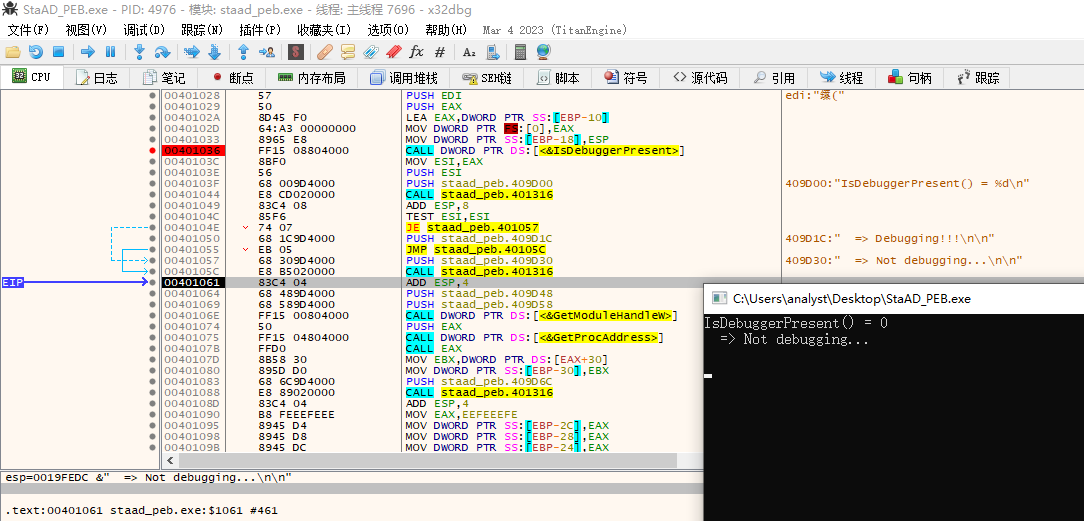 StaAD_PEB.exe - PID: 4976 - 模块: staad_peb.exe - 线程: 主线程 7696 - x32dbg
文件(F) 视图(V) 调试(D) 跟踪(N) 插件(P) 收藏夹(I) 选项(O) 帮助(H) Mar 4 2023 (TitanEngine)
CPU 日志 笔记 断点 内存布局 调用堆栈 SEH链 脚本 符号 源代码 引用 线程 句柄 跟踪
00401028 57 PUSH EDI
00401029 50 PUSH EAX
0040102A 8D45 F0 LEA EAX,DWORD PTR SS:[EBP-10]
0040102D 64:A3 00000000 MOV DWORD PTR FS:[0],EAX
00401033 8965 E8 MOV DWORD PTR SS:[EBP-18],ESP
00401036 FF15 08804000 CALL DWORD PTR DS:[<&IsDebuggerPresent>]
0040103C 8BF0 MOV ESI,EAX
0040103E 56 PUSH ESI
0040103F 68 009D4000 PUSH staad_peb.409D00 409D00:"IsDebuggerPresent() = %d\n"
00401044 E8 CD020000 CALL staad_peb.401316
00401049 83C4 08 ADD ESP,8
0040104C 85F6 TEST ESI,ESI
0040104E 74 07 JE staad_peb.401057
00401050 68 1C9D4000 PUSH staad_peb.409D1C 409D1C:" => Debugging!!!\n\n"
00401055 EB 05 JMP staad_peb.40105C
00401057 68 309D4000 PUSH staad_peb.409D30 409D30:" => Not debugging...\n\n"
0040105C E8 B5020000 CALL staad_peb.401316
EIP 00401061 83C4 04 ADD ESP,4
00401064 68 489D4000 PUSH staad_peb.409D48
00401069 68 589D4000 PUSH staad_peb.409D58
0040106E FF15 00804000 CALL DWORD PTR DS:[<&GetModuleHandleW>]
00401074 50 PUSH EAX
00401075 FF15 04804000 CALL DWORD PTR DS:[<&GetProcAddress>]
0040107B FFD0 CALL EAX
0040107D 8B58 30 MOV EBX,DWORD PTR DS:[EAX+30]
00401080 895D D0 MOV DWORD PTR SS:[EBP-30],EBX
00401083 68 6C9D4000 PUSH staad_peb.409D6C
00401088 E8 89020000 CALL staad_peb.401316
0040108D 83C4 04 ADD ESP,4
00401090 B8 FEEEFEEE MOV EAX,EEFEEEFE
00401095 8945 D4 MOV DWORD PTR SS:[EBP-2C],EAX
00401098 8945 D8 MOV DWORD PTR SS:[EBP-28],EAX
0040109B 8945 DC MOV DWORD PTR SS:[EBP-24],EAX
esp=0019FEDC &" => Not debugging...\n\n"
.text:00401061 staad_peb.exe:$1061 #461
C:\Users\analyst\Desktop\StaAD_PEB.exe
IsDebuggerPresent() = 0
=> Not debugging...